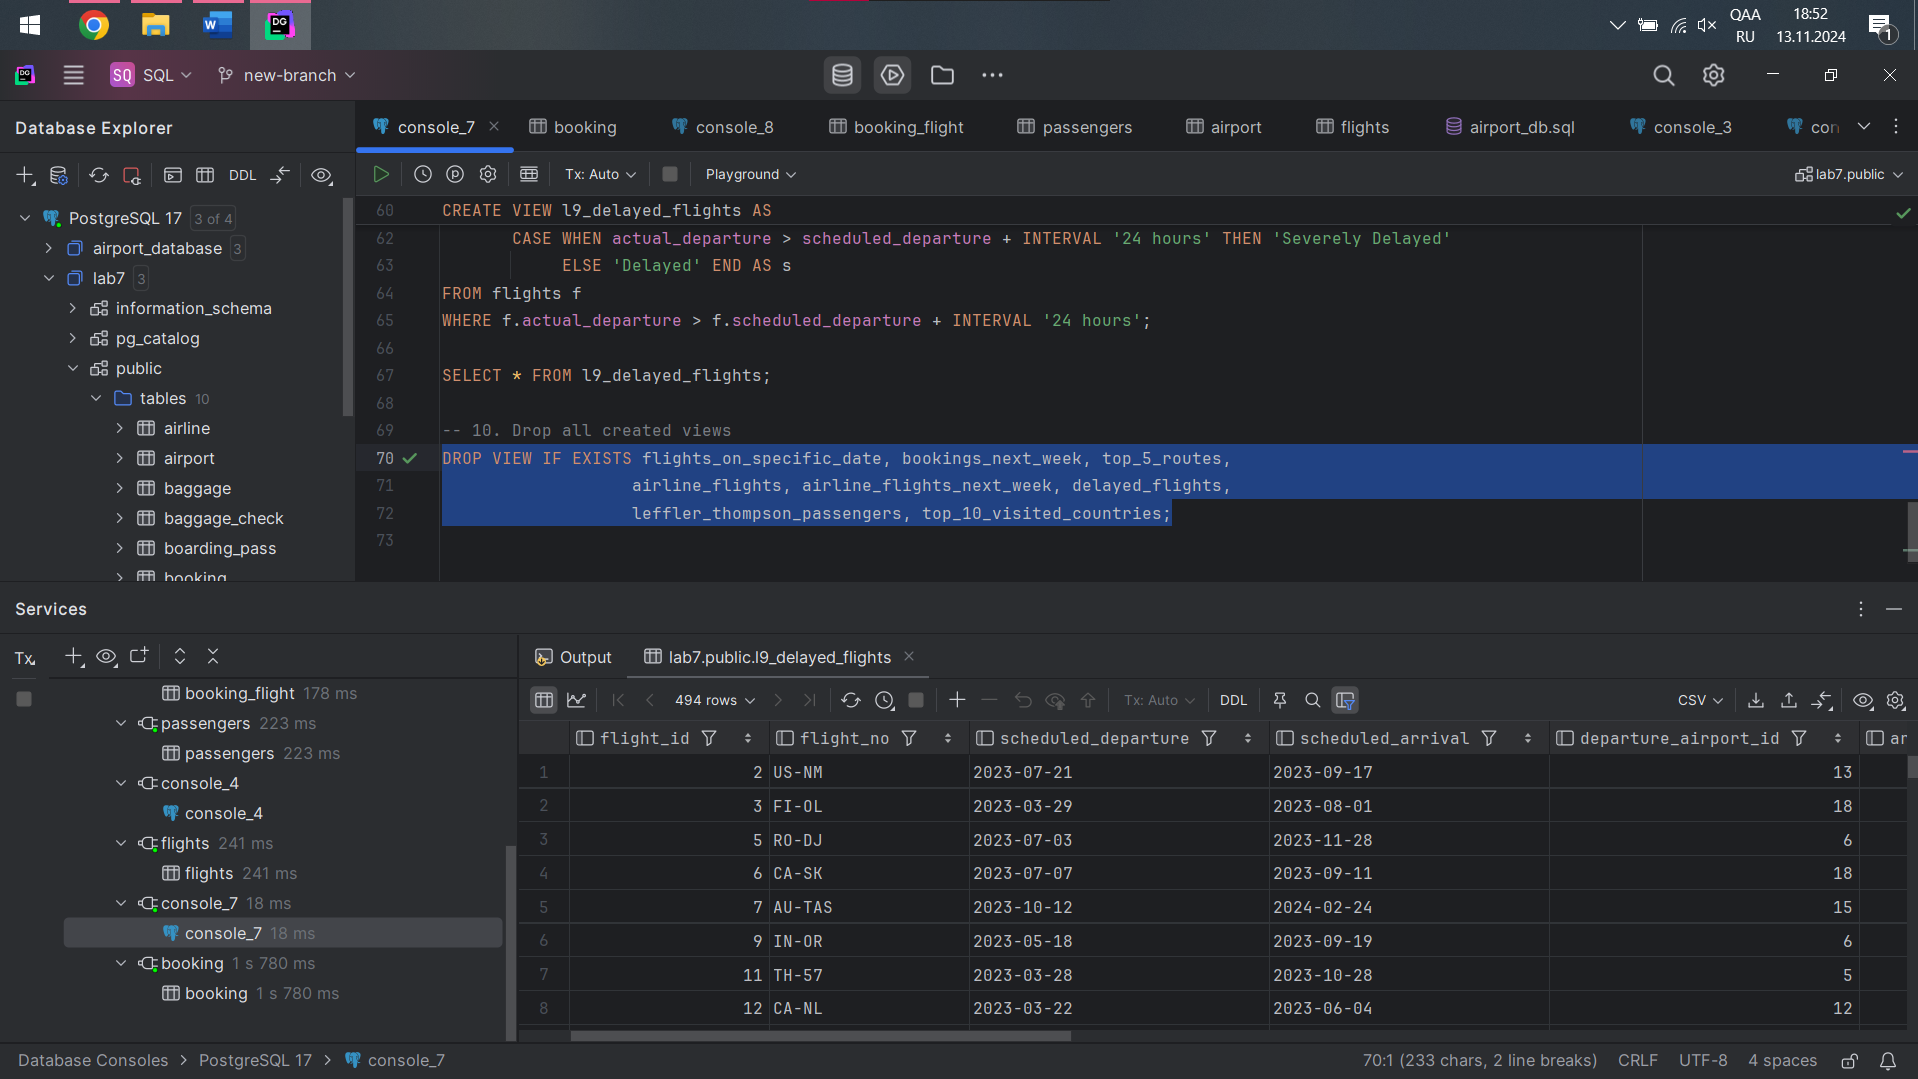 QAA
18:52
RU
13.11.2024
1
SQ SQL
new-branch
Database Explorer
console_7
booking
console_8
booking_flight
passengers
airport
flights
airport_db.sql
console_3
con
DDL
Tx: Auto
Playground
lab7.public
PostgreSQL 17 3 of 4
airport_database 3
lab7 3
information_schema
pg_catalog
public
tables 10
airline
airport
baggage
baggage_check
boarding_pass
booking
60 CREATE VIEW l9_delayed_flights AS
62 CASE WHEN actual_departure > scheduled_departure + INTERVAL '24 hours' THEN 'Severely Delayed'
63 ELSE 'Delayed' END AS s
64 FROM flights f
65 WHERE f.actual_departure > f.scheduled_departure + INTERVAL '24 hours';
66
67 SELECT * FROM l9_delayed_flights;
68
69 -- 10. Drop all created views
70 DROP VIEW IF EXISTS flights_on_specific_date, bookings_next_week, top_5_routes,
71 airline_flights, airline_flights_next_week, delayed_flights,
72 leffler_thompson_passengers, top_10_visited_countries;
73
Services
Tx
booking_flight 178 ms
passengers 223 ms
passengers 223 ms
console_4
console_4
flights 241 ms
flights 241 ms
console_7 18 ms
console_7 18 ms
booking 1 s 780 ms
booking 1 s 780 ms
Output
lab7.public.l9_delayed_flights
494 rows
Tx: Auto
DDL
CSV
flight_id flight_no scheduled_departure scheduled_arrival departure_airport_id ar
1 2 US-NM 2023-07-21 2023-09-17 13
2 3 FI-OL 2023-03-29 2023-08-01 18
3 5 RO-DJ 2023-07-03 2023-11-28 6
4 6 CA-SK 2023-07-07 2023-09-11 18
5 7 AU-TAS 2023-10-12 2024-02-24 15
6 9 IN-OR 2023-05-18 2023-09-19 6
7 11 TH-57 2023-03-28 2023-10-28 5
8 12 CA-NL 2023-03-22 2023-06-04 12
Database Consoles > PostgreSQL 17 > console_7
70:1 (233 chars, 2 line breaks) CRLF UTF-8 4 spaces